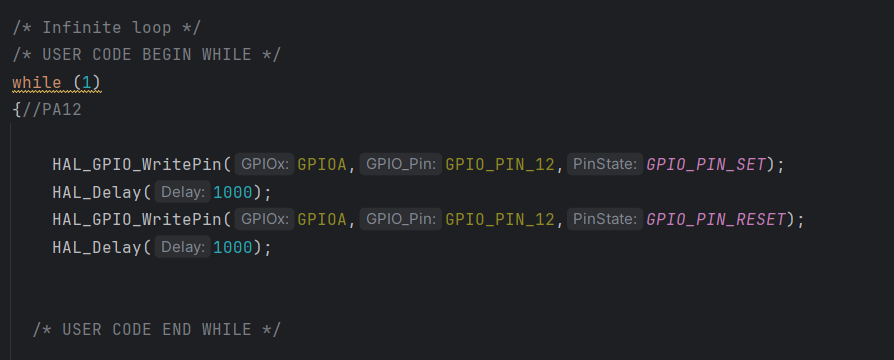 /* Infinite loop */
/* USER CODE BEGIN WHILE */
while (1)
{//PA12
HAL_GPIO_WritePin( GPIOx: GPIOA, GPIO_Pin: GPIO_PIN_12, PinState: GPIO_PIN_SET);
HAL_Delay( Delay: 1000);
HAL_GPIO_WritePin( GPIOx: GPIOA, GPIO_Pin: GPIO_PIN_12, PinState: GPIO_PIN_RESET);
HAL_Delay( Delay: 1000);
/* USER CODE END WHILE */